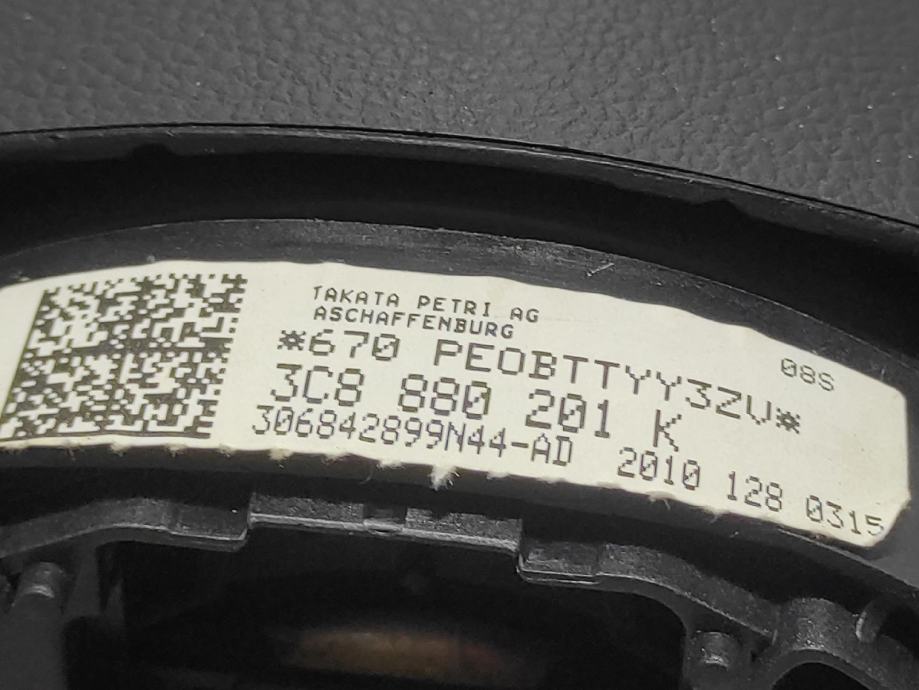 TAKATA PETRI AG
ASCHAFFENBURG
08S
*670 PEOBTTYY3ZV*
3C8 880 201 K
306842899N44-AD 2010 128 0315